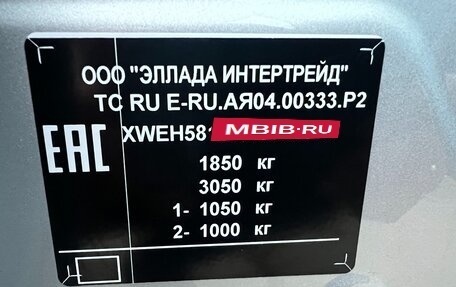 ООО "ЭЛЛАДА ИНТЕРТРЕЙД"
ТС RU E-RU.АЯ04.00333.Р2
EAC XWEH58 MBIB.RU
1850 кг
3050 кг
1- 1050 кг
2- 1000 кг